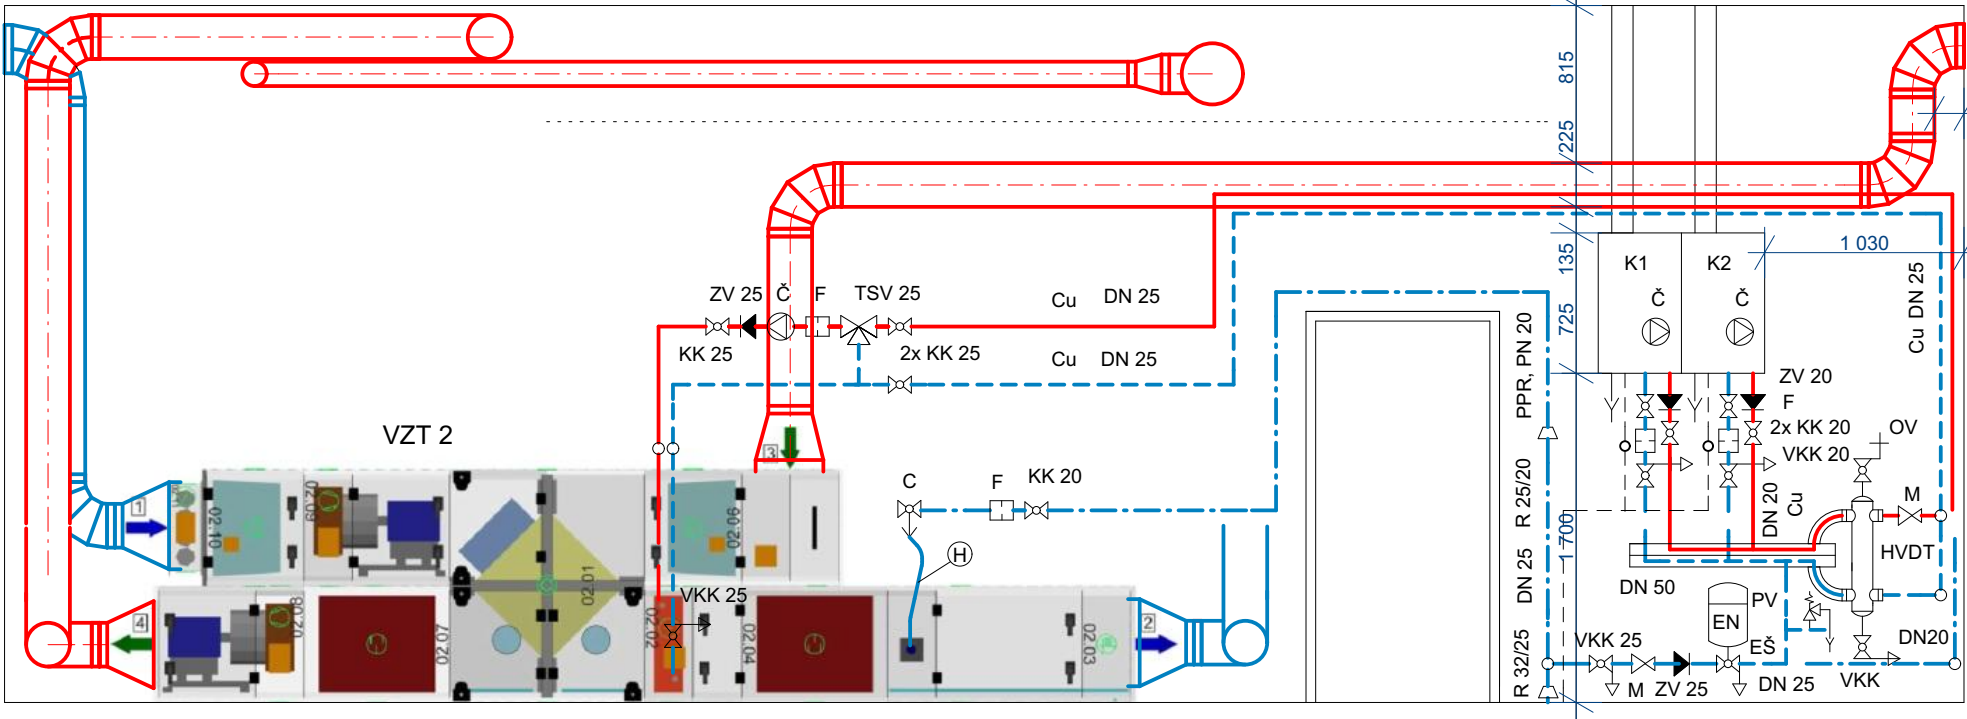 815
225
135
725
1 700
1 030
K1
K2
Č
Č
ZV 25
Č
F
TSV 25
Cu
DN 25
KK 25
2x KK 25
Cu
DN 25
PPR, PN 20
R 25/20
DN 25
R 32/25
Cu DN 25
ZV 20
F
2x KK 20
VKK 20
OV
DN 20
Cu
M
HVDT
DN 50
PV
EN
EŠ
DN20
VKK 25
M
ZV 25
DN 25
VKK
VZT 2
3
C
F
KK 20
H
1
02.10
02.09
02.06
02.01
VKK 25
4
02.08
02.07
02.02
02.04
02.03
2